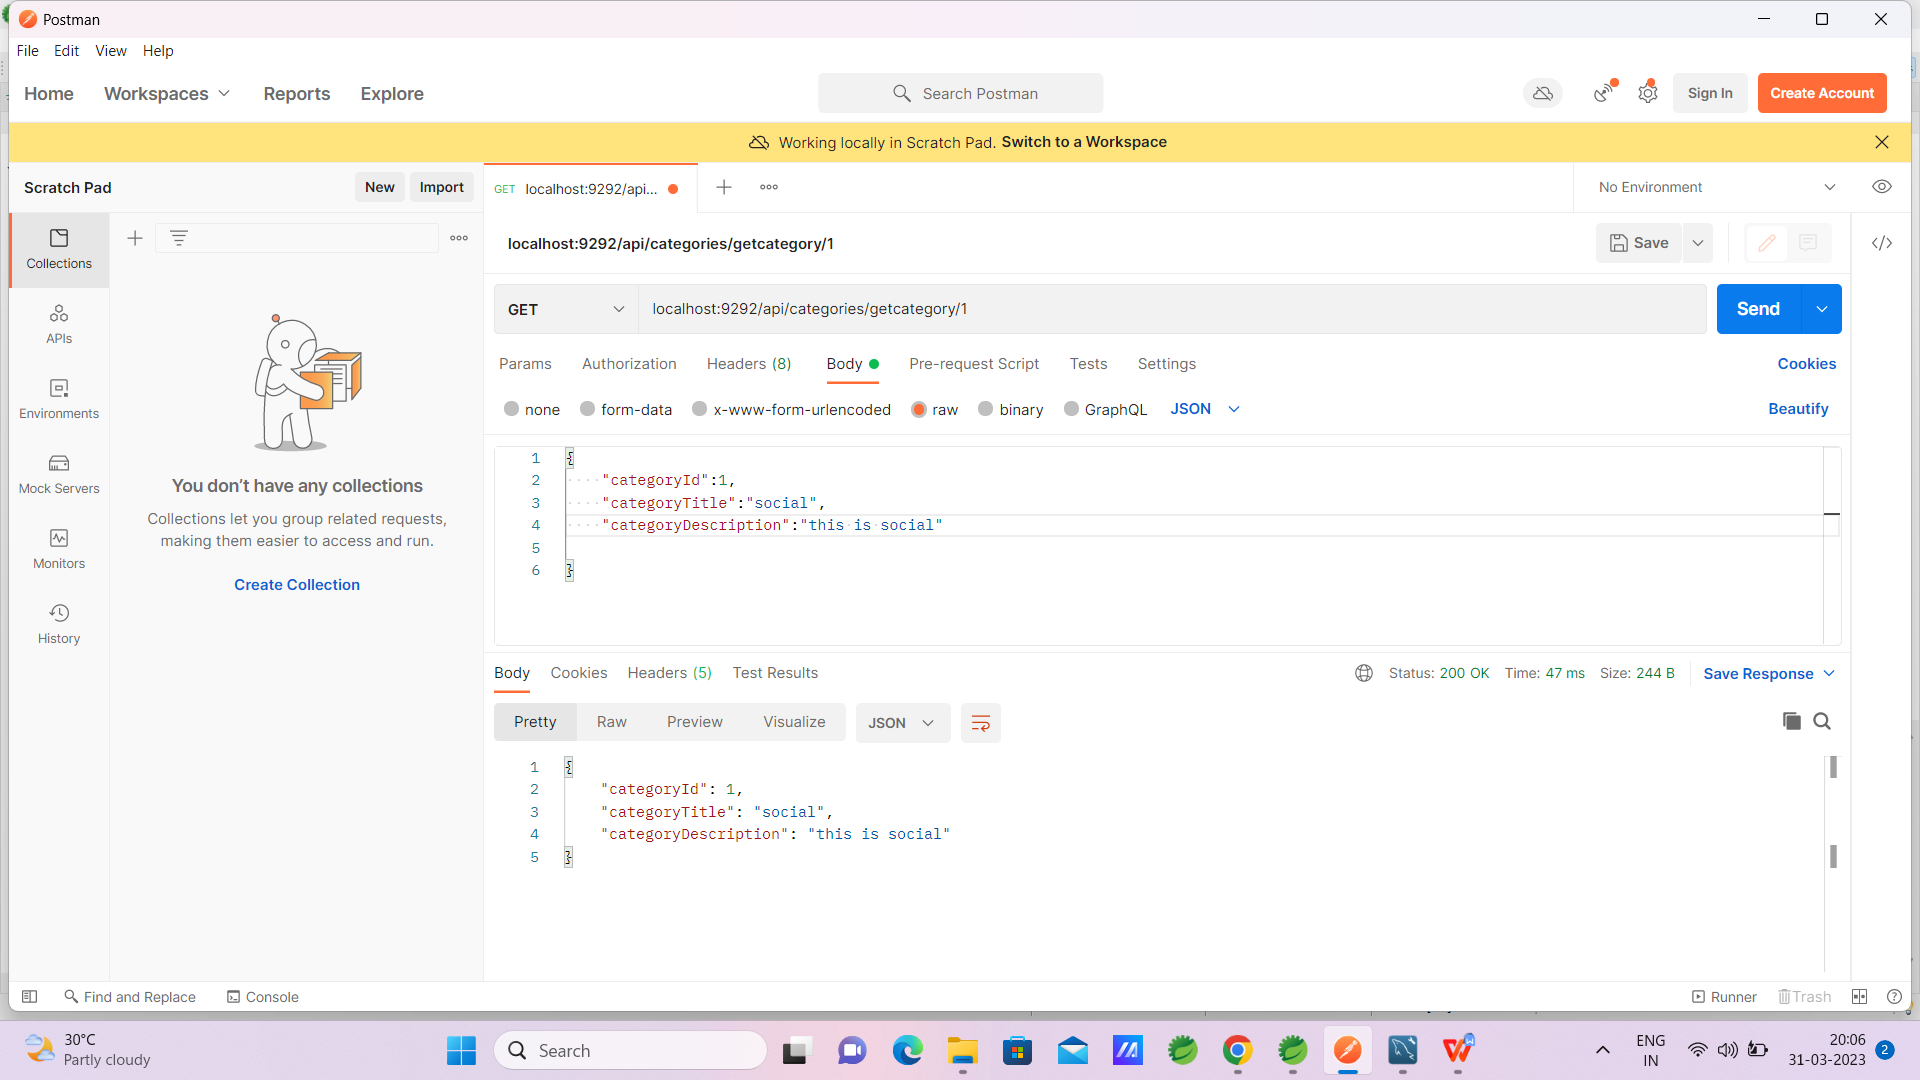 Postman
File Edit View Help
Home Workspaces Reports Explore Search Postman Sign In Create Account
Working locally in Scratch Pad. Switch to a Workspace
Scratch Pad New Import GET localhost:9292/api... No Environment
localhost:9292/api/categories/getcategory/1 Save
Collections
APIs
Environments
Mock Servers
Monitors
History
You don't have any collections
Collections let you group related requests,
making them easier to access and run.
Create Collection
GET localhost:9292/api/categories/getcategory/1 Send
Params Authorization Headers (8) Body Pre-request Script Tests Settings Cookies
none form-data x-www-form-urlencoded raw binary GraphQL JSON Beautify
1 {
2 "categoryId":1,
3 "categoryTitle":"social",
4 "categoryDescription":"this is social"
5
6 }
Body Cookies Headers (5) Test Results Status: 200 OK Time: 47 ms Size: 244 B Save Response
Pretty Raw Preview Visualize JSON
1 {
2 "categoryId": 1,
3 "categoryTitle": "social",
4 "categoryDescription": "this is social"
5 }
Find and Replace Console Runner Trash
30°C
Partly cloudy
Search
ENG
IN
20:06
31-03-2023
2